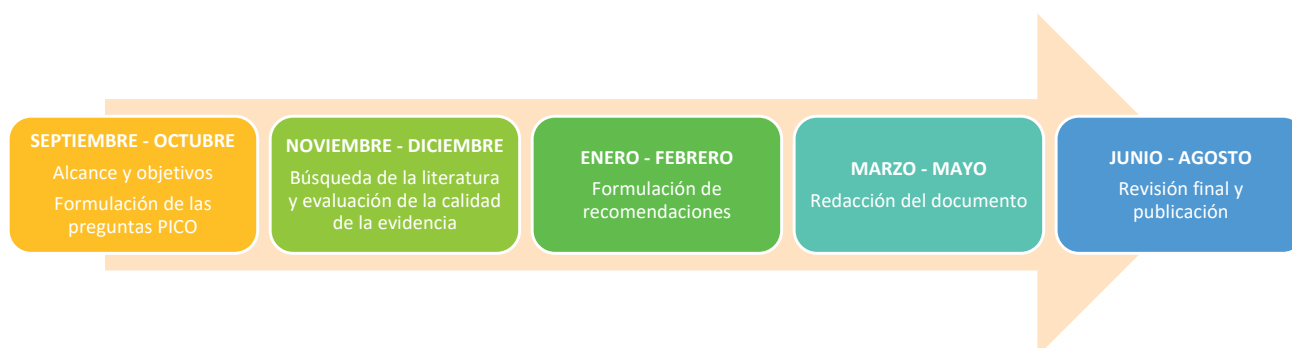 SEPTIEMBRE - OCTUBRE
Alcance y objetivos
Formulación de las
preguntas PICO
NOVIEMBRE - DICIEMBRE
Búsqueda de la literatura
y evaluación de la calidad
de la evidencia
ENERO - FEBRERO
Formulación de
recomendaciones
MARZO - MAYO
Redacción del documento
JUNIO - AGOSTO
Revisión final y
publicación